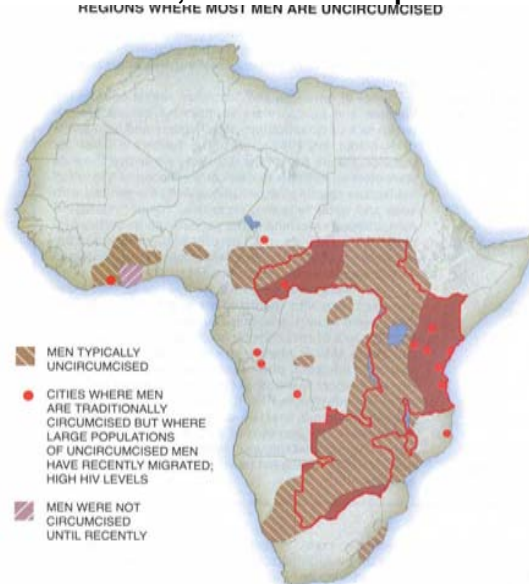 REGIONS WHERE MOST MEN ARE UNCIRCUMCISED
MEN TYPICALLY
UNCIRCUMCISED
CITIES WHERE MEN
ARE TRADITIONALLY
CIRCUMCISED BUT WHERE
LARGE POPULATIONS
OF UNCIRCUMCISED MEN
HAVE RECENTLY MIGRATED;
HIGH HIV LEVELS
MEN WERE NOT
CIRCUMCISED
UNTIL RECENTLY